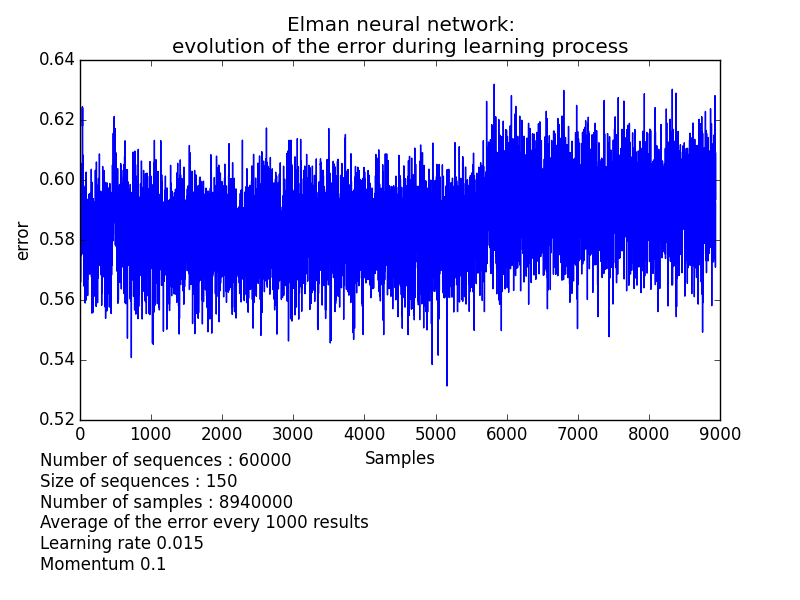 Elman neural network:
evolution of the error during learning process
0.64
0.62
0.60
0.58
0.56
0.54
0.52
error
0 1000 2000 3000 4000 5000 6000 7000 8000 9000
Samples
Number of sequences : 60000
Size of sequences : 150
Number of samples : 8940000
Average of the error every 1000 results
Learning rate 0.015
Momentum 0.1